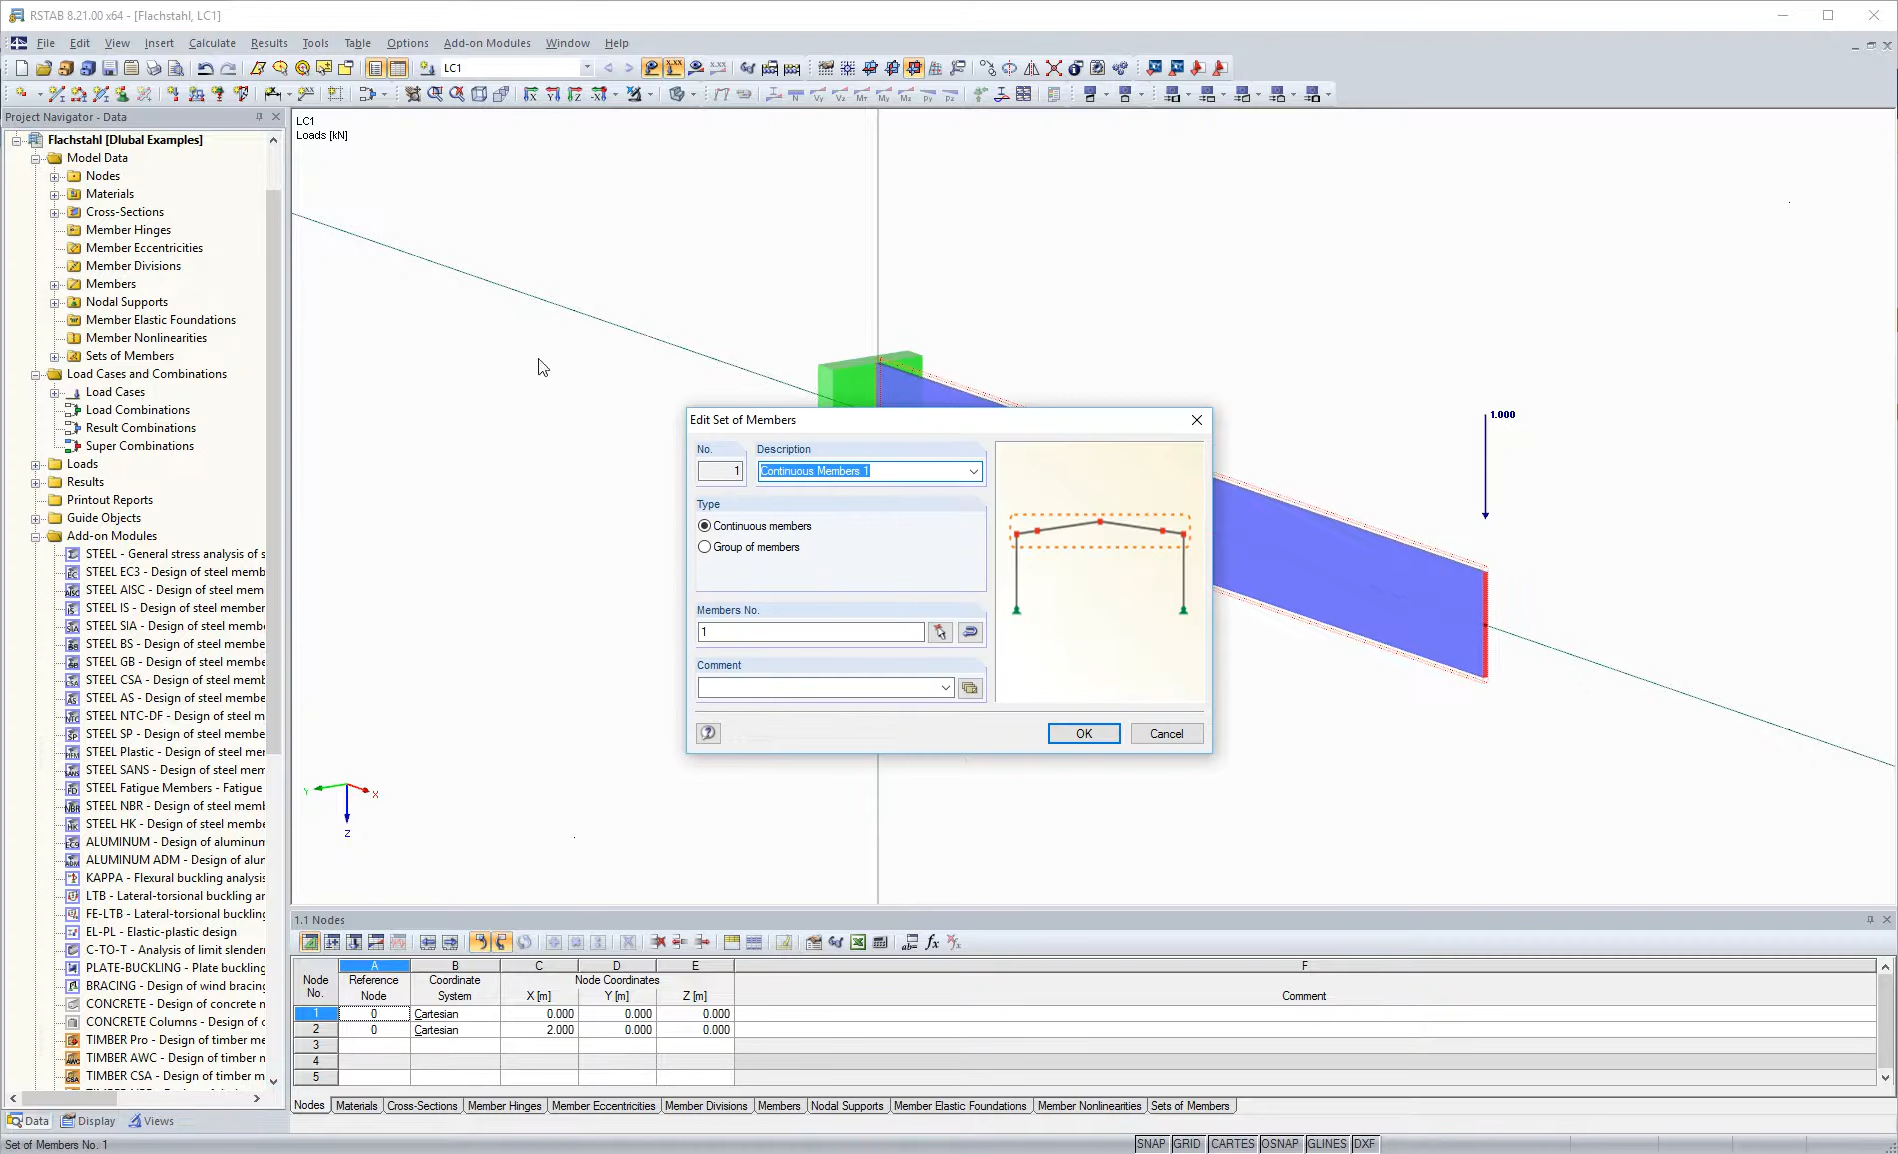 RSTAB 8.21.00 x64 - [Flachstahl, LC1]
File Edit View Insert Calculate Results Tools Table Options Add-on Modules Window Help
LC1
Project Navigator - Data
Flachstahl [Dlubal Examples]
Model Data
Nodes
Materials
Cross-Sections
Member Hinges
Member Eccentricities
Member Divisions
Members
Nodal Supports
Member Elastic Foundations
Member Nonlinearities
Sets of Members
Load Cases and Combinations
Load Cases
Load Combinations
Result Combinations
Super Combinations
Loads
Results
Printout Reports
Guide Objects
Add-on Modules
STEEL - General stress analysis of s
STEEL EC3 - Design of steel memb
STEEL AISC - Design of steel mem
STEEL IS - Design of steel member
STEEL SIA - Design of steel membe
STEEL BS - Design of steel membe
STEEL GB - Design of steel membe
STEEL CSA - Design of steel memb
STEEL AS - Design of steel membe
STEEL NTC-DF - Design of steel me
STEEL SP - Design of steel membe
STEEL Plastic - Design of steel mer
STEEL SANS - Design of steel mem
STEEL Fatigue Members - Fatigue
STEEL NBR - Design of steel memb
STEEL HK - Design of steel membe
ALUMINUM - Design of aluminum
ALUMINUM ADM - Design of alur
KAPPA - Flexural buckling analysis
LTB - Lateral-torsional buckling ar
FE-LTB - Lateral-torsional buckling
EL-PL - Elastic-plastic design
C-TO-T - Analysis of limit slendern
PLATE-BUCKLING - Plate buckling
BRACING - Design of wind bracing
CONCRETE - Design of concrete m
CONCRETE Columns - Design of c
TIMBER Pro - Design of timber me
TIMBER AWC - Design of timber m
TIMBER CSA - Design of timber m
Data Display Views
LC1
Loads [kN]
1.000
Y X
Z
Edit Set of Members
No. Description
1 Continuous Members 1
Type
Continuous members
Group of members
Members No.
1
Comment
OK Cancel
1.1 Nodes
A B C D E F
Node Reference Coordinate Node Coordinates
No. Node System X [m] Y [m] Z [m] Comment
1 0 Cartesian 0.000 0.000 0.000
2 0 Cartesian 2.000 0.000 0.000
3
4
5
Nodes Materials Cross-Sections Member Hinges Member Eccentricities Member Divisions Members Nodal Supports Member Elastic Foundations Member Nonlinearities Sets of Members
Set of Members No. 1
SNAP GRID CARTES OSNAP GLINES DXF